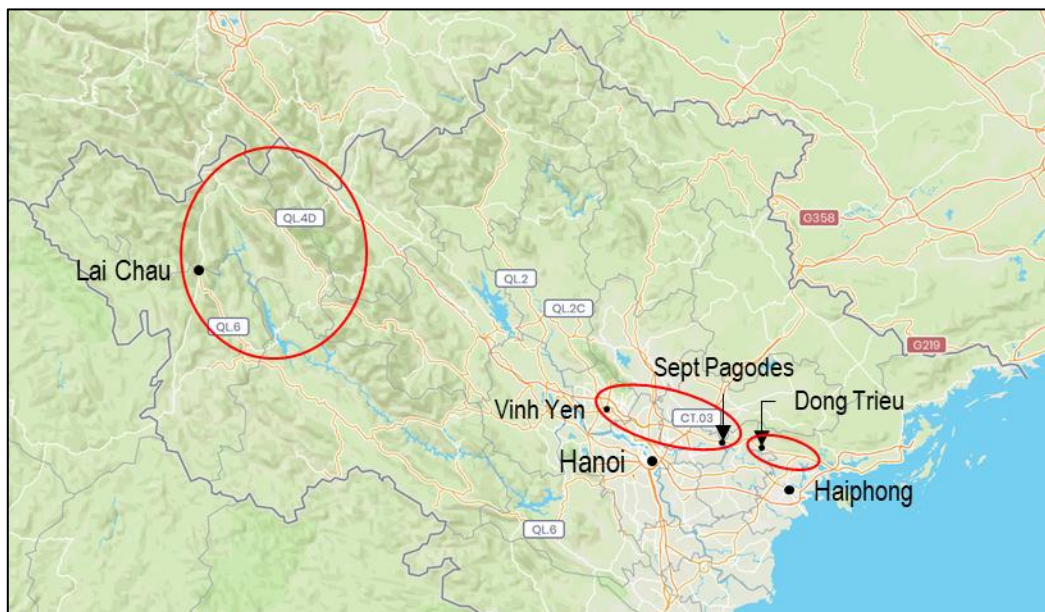 QL.4D
G358
Lai Chau
QL.2
QL.2C
QL.6
G219
Sept Pagodes
Dong Trieu
Vinh Yen
CT.03
Hanoi
Haiphong
QL.6